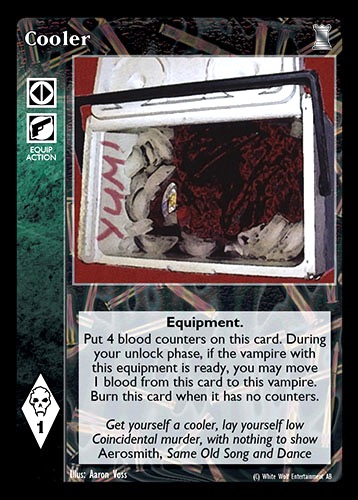 Cooler
EQUIP
ACTION
YUM!
Equipment.
Put 4 blood counters on this card. During
your unlock phase, if the vampire with
this equipment is ready, you may move
1 blood from this card to this vampire.
Burn this card when it has no counters.
Get yourself a cooler, lay yourself low
Coincidental murder, with nothing to show
Aerosmith, Same Old Song and Dance
1
Illus: Aaron Voss
(C) White Wolf Entertainment AB